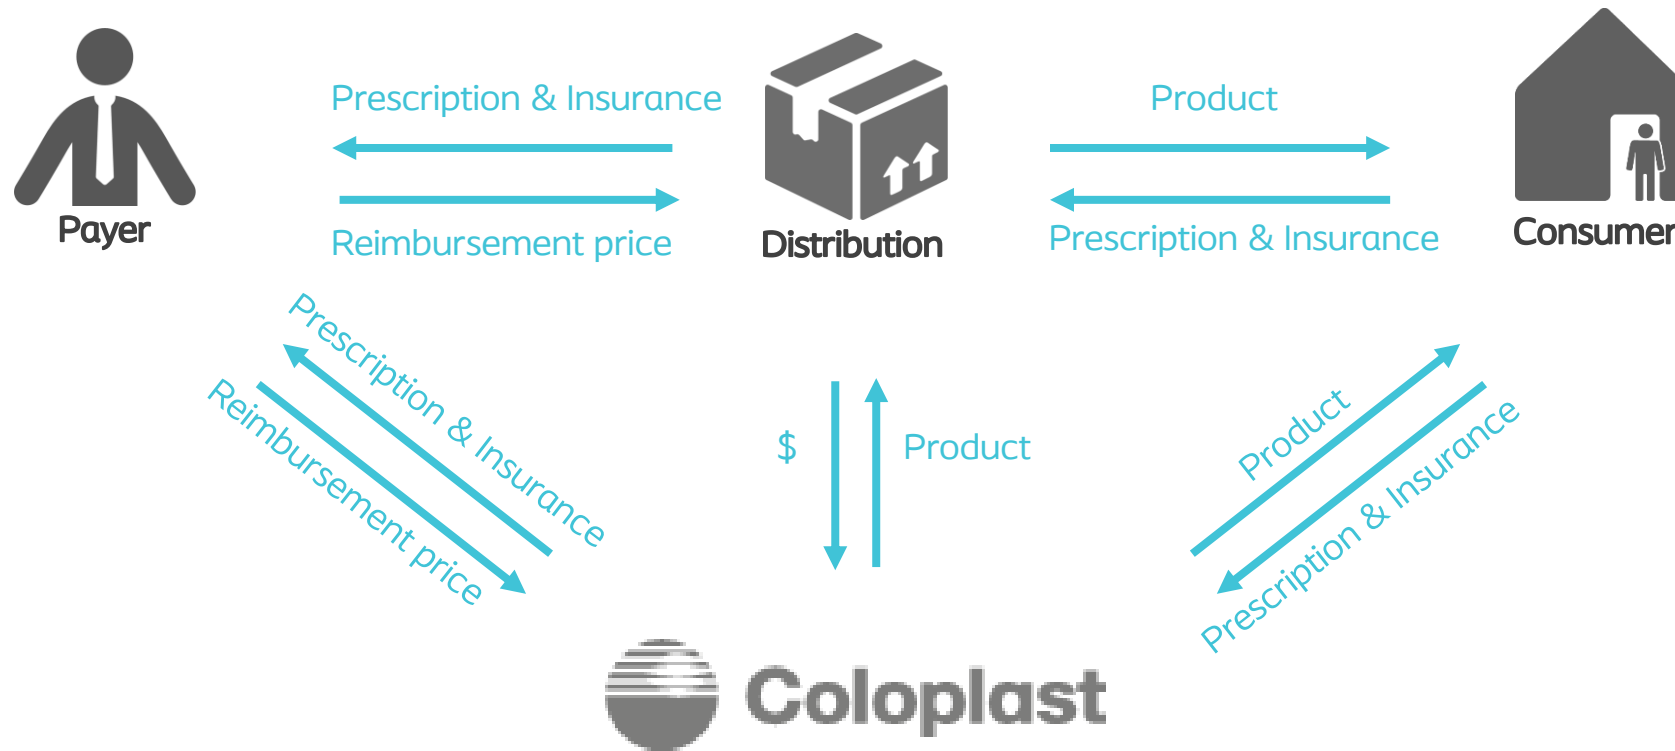 Prescription & Insurance
Product
Payer
Reimbursement price
Distribution
Prescription & Insurance
Consumer
Prescription & Insurance
Reimbursement price
$
Product
Product
Prescription & Insurance
Coloplast